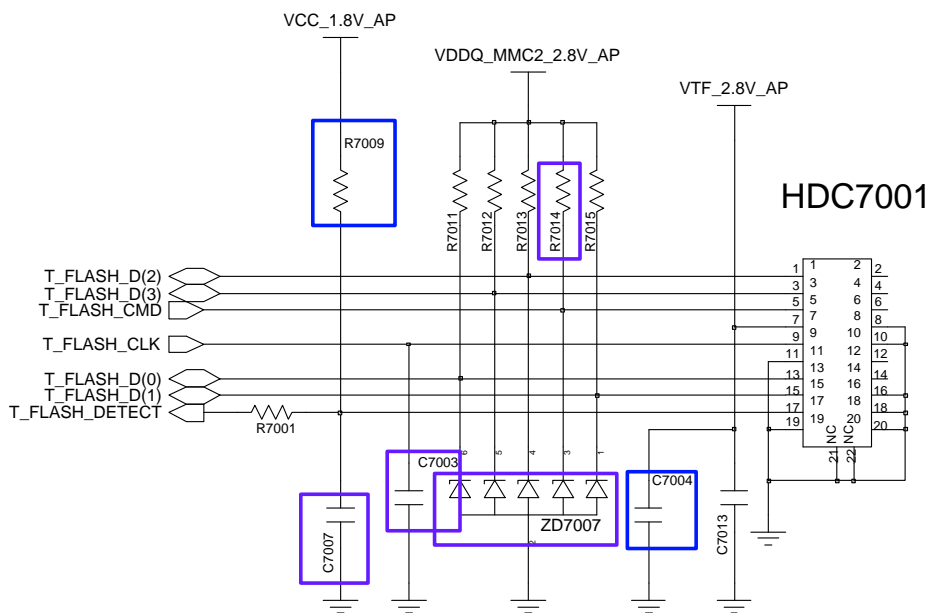 VCC_1.8V_AP
VDDQ_MMC2_2.8V_AP
VTF_2.8V_AP
R7009
HDC7001
R7011
R7012
R7013
R7014
R7015
T_FLASH_D(2)
T_FLASH_D(3)
T_FLASH_CMD
T_FLASH_CLK
T_FLASH_D(0)
T_FLASH_D(1)
T_FLASH_DETECT
R7001
1 1 2 2
3 3 4 4
5 5 6 6
7 7 8 8
9 9 10 10
11 11 12 12
13 13 14 14
15 15 16 16
17 17 18 18
19 19 20 20
NC NC
21 22
C7003
6 5 4 3 1
C7004
ZD7007
2
C7007
C7013